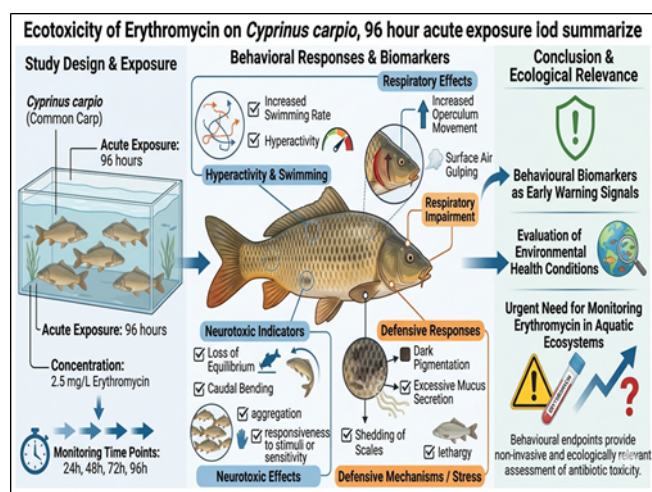 Ecotoxicity of Erythromycin on Cyprinus carpio, 96 hour acute exposure iod summarize
Study Design & Exposure
Cyprinus carpio
(Common Carp)
Acute Exposure:
96 hours
Acute Exposure: 96 hours
Concentration:
2.5 mg/L Erythromycin
Monitoring Time Points:
24h, 48h, 72h, 96h
Behavioral Responses & Biomarkers
Respiratory Effects
Increased
Swimming Rate
Hyperactivity
Hyperactivity & Swimming
Increased
Operculum
Movement
Surface Air
Gulping
Respiratory
Impairment
Neurotoxic Indicators
Loss of
Equilibrium
Caudal Bending
aggregation
responsiveness
to stimuli or
sensitivity
Neurotoxic Effects
Defensive Responses
Dark
Pigmentation
Excessive Mucus
Secretion
Shedding of
Scales
lethargy
Defensive Mechanisms / Stress
Conclusion &
Ecological Relevance
Behavioural Biomarkers
as Early Warning Signals
Evaluation of
Environmental
Health Conditions
Urgent Need for Monitoring
Erythromycin in Aquatic
Ecosystems
ERYTHROMYCIN
?
Behavioural endpoints provide
non-invasive and ecologically relevant
assessment of antibiotic toxicity.